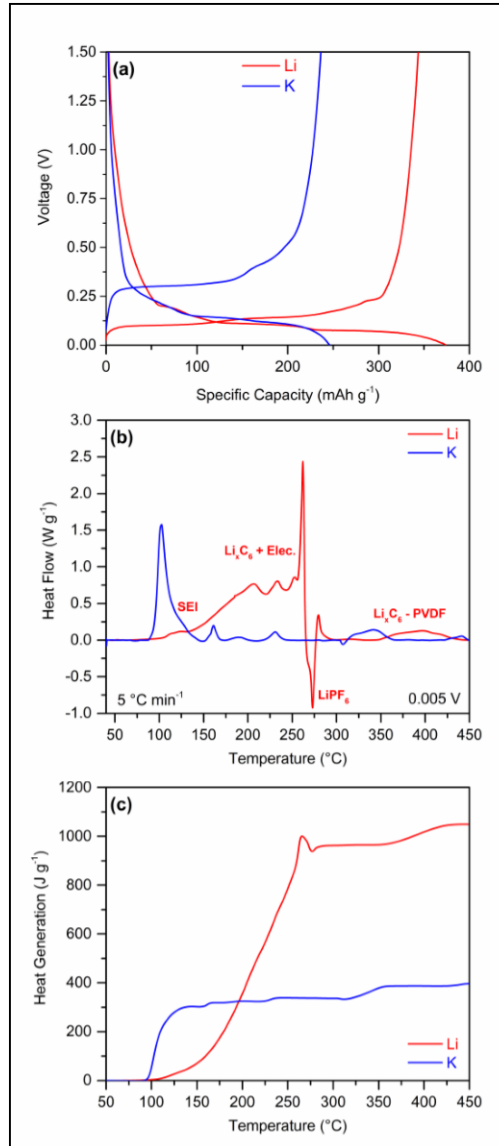 (a)
Li
K
1.50
1.25
1.00
0.75
0.50
0.25
0.00
Voltage (V)
0 100 200 300 400
Specific Capacity (mAh g⁻¹)
(b)
Li
K
3.0
2.5
2.0
1.5
1.0
0.5
0.0
-0.5
-1.0
Heat Flow (W g⁻¹)
LiₓC₆ + Elec.
SEI
LiₓC₆ - PVDF
LiPF₆
5 °C min⁻¹
0.005 V
50 100 150 200 250 300 350 400 450
Temperature (°C)
(c)
1200
1000
800
600
400
200
0
Heat Generation (J g⁻¹)
Li
K
50 100 150 200 250 300 350 400 450
Temperature (°C)